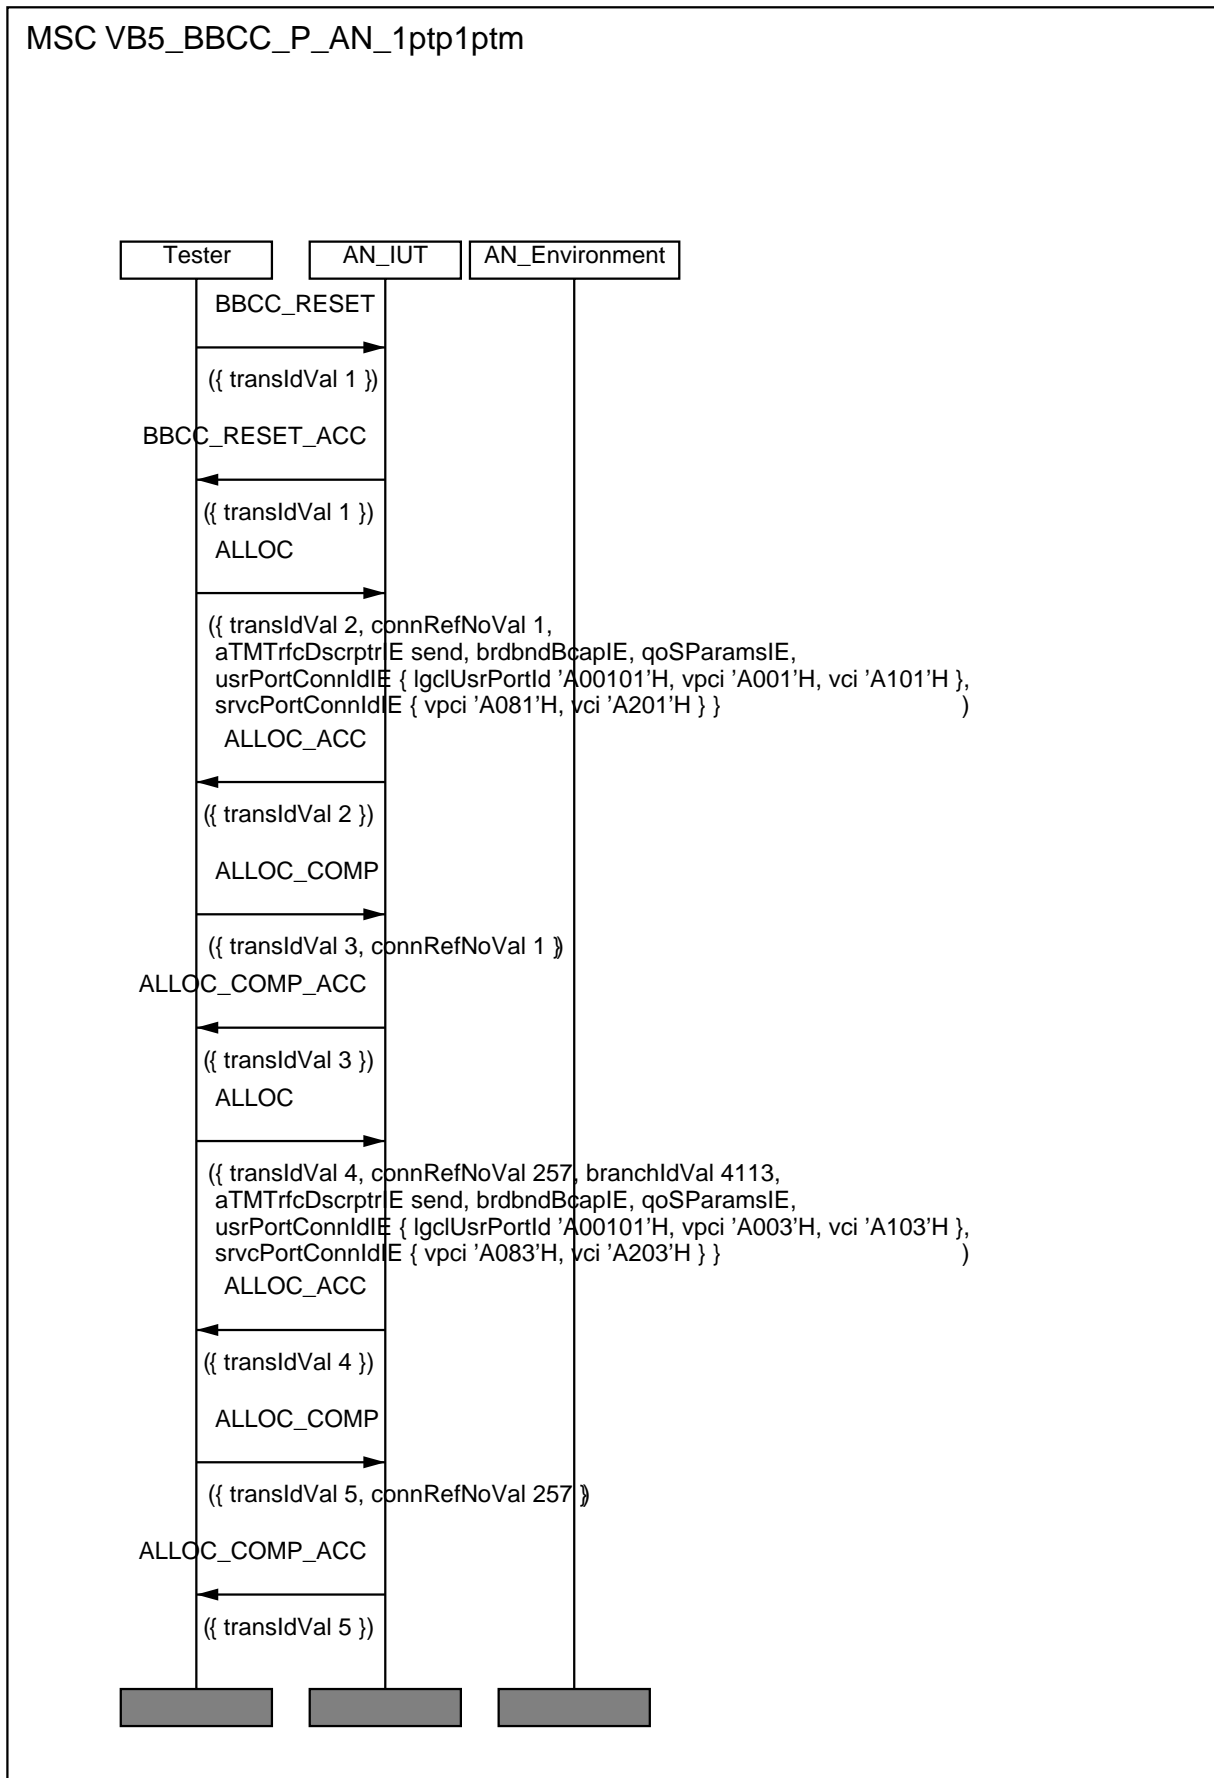 MSC VB5_BBCC_P_AN_1ptp1ptm
Tester AN_IUT AN_Environment
BBCC_RESET
({ transIdVal 1 })
BBCC_RESET_ACC
({ transIdVal 1 })
ALLOC
({ transIdVal 2, connRefNoVal 1,
aTMTrfcDscrptrIE send, brdbndBcapIE, qoSParamsIE,
usrPortConnIdIE { lgclUsrPortId ’A00101’H, vpci ’A001’H, vci ’A101’H },
srvcPortConnIdIE { vpci ’A081’H, vci ’A201’H } } )
ALLOC_ACC
({ transIdVal 2 })
ALLOC_COMP
({ transIdVal 3, connRefNoVal 1 })
ALLOC_COMP_ACC
({ transIdVal 3 })
ALLOC
({ transIdVal 4, connRefNoVal 257, branchIdVal 4113,
aTMTrfcDscrptrIE send, brdbndBcapIE, qoSParamsIE,
usrPortConnIdIE { lgclUsrPortId ’A00101’H, vpci ’A003’H, vci ’A103’H },
srvcPortConnIdIE { vpci ’A083’H, vci ’A203’H } } )
ALLOC_ACC
({ transIdVal 4 })
ALLOC_COMP
({ transIdVal 5, connRefNoVal 257 })
ALLOC_COMP_ACC
({ transIdVal 5 })